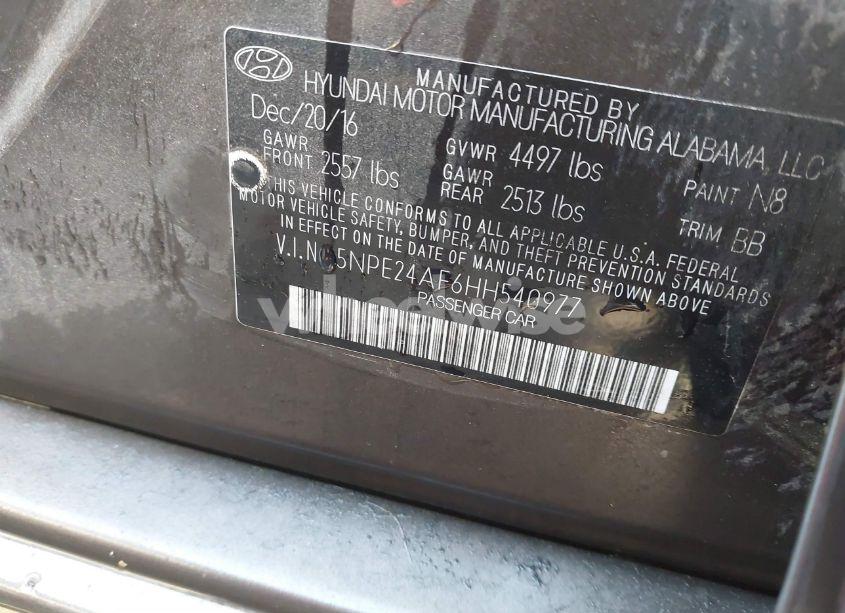 MANUFACTURED BY
HYUNDAI MOTOR MANUFACTURING ALABAMA, LLC
Dec/20/16
GAWR FRONT 2557 lbs GVWR 4497 lbs PAINT N8
GAWR REAR 2513 lbs TRIM BB
THIS VEHICLE CONFORMS TO ALL APPLICABLE U.S.A. FEDERAL
MOTOR VEHICLE SAFETY, BUMPER, AND THEFT PREVENTION STANDARDS
IN EFFECT ON THE DATE OF MANUFACTURE SHOWN ABOVE
V.I.N 5NPE24AF6HH540977
PASSENGER CAR